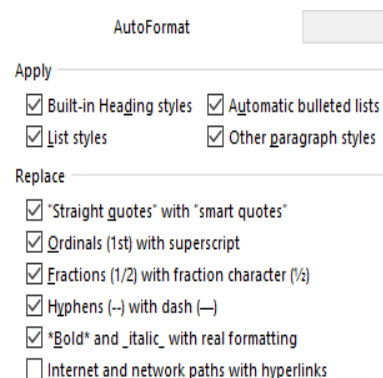 AutoFormat
Apply
Built-in Heading styles Automatic bulleted lists
List styles Other paragraph styles
Replace
"Straight quotes" with “smart quotes”
Ordinals (1st) with superscript
Fractions (1/2) with fraction character (½)
Hyphens (--) with dash (—)
*Bold* and _italic_ with real formatting
Internet and network paths with hyperlinks